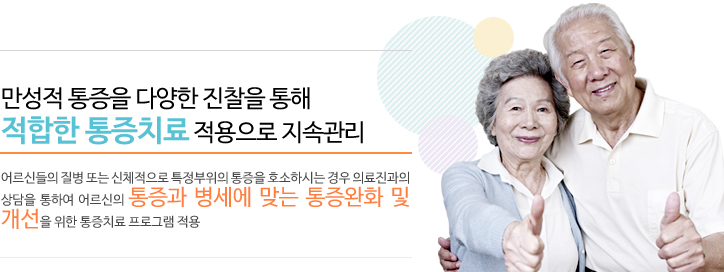 만성적 통증을 다양한 진찰을 통해
적합한 통증치료 적용으로 지속관리
어르신들의 질병 또는 신체적으로 특정부위의 통증을 호소하시는 경우 의료진과의
상담을 통하여 어르신의 통증과 병세에 맞는 통증완화 및
개선을 위한 통증치료 프로그램 적용